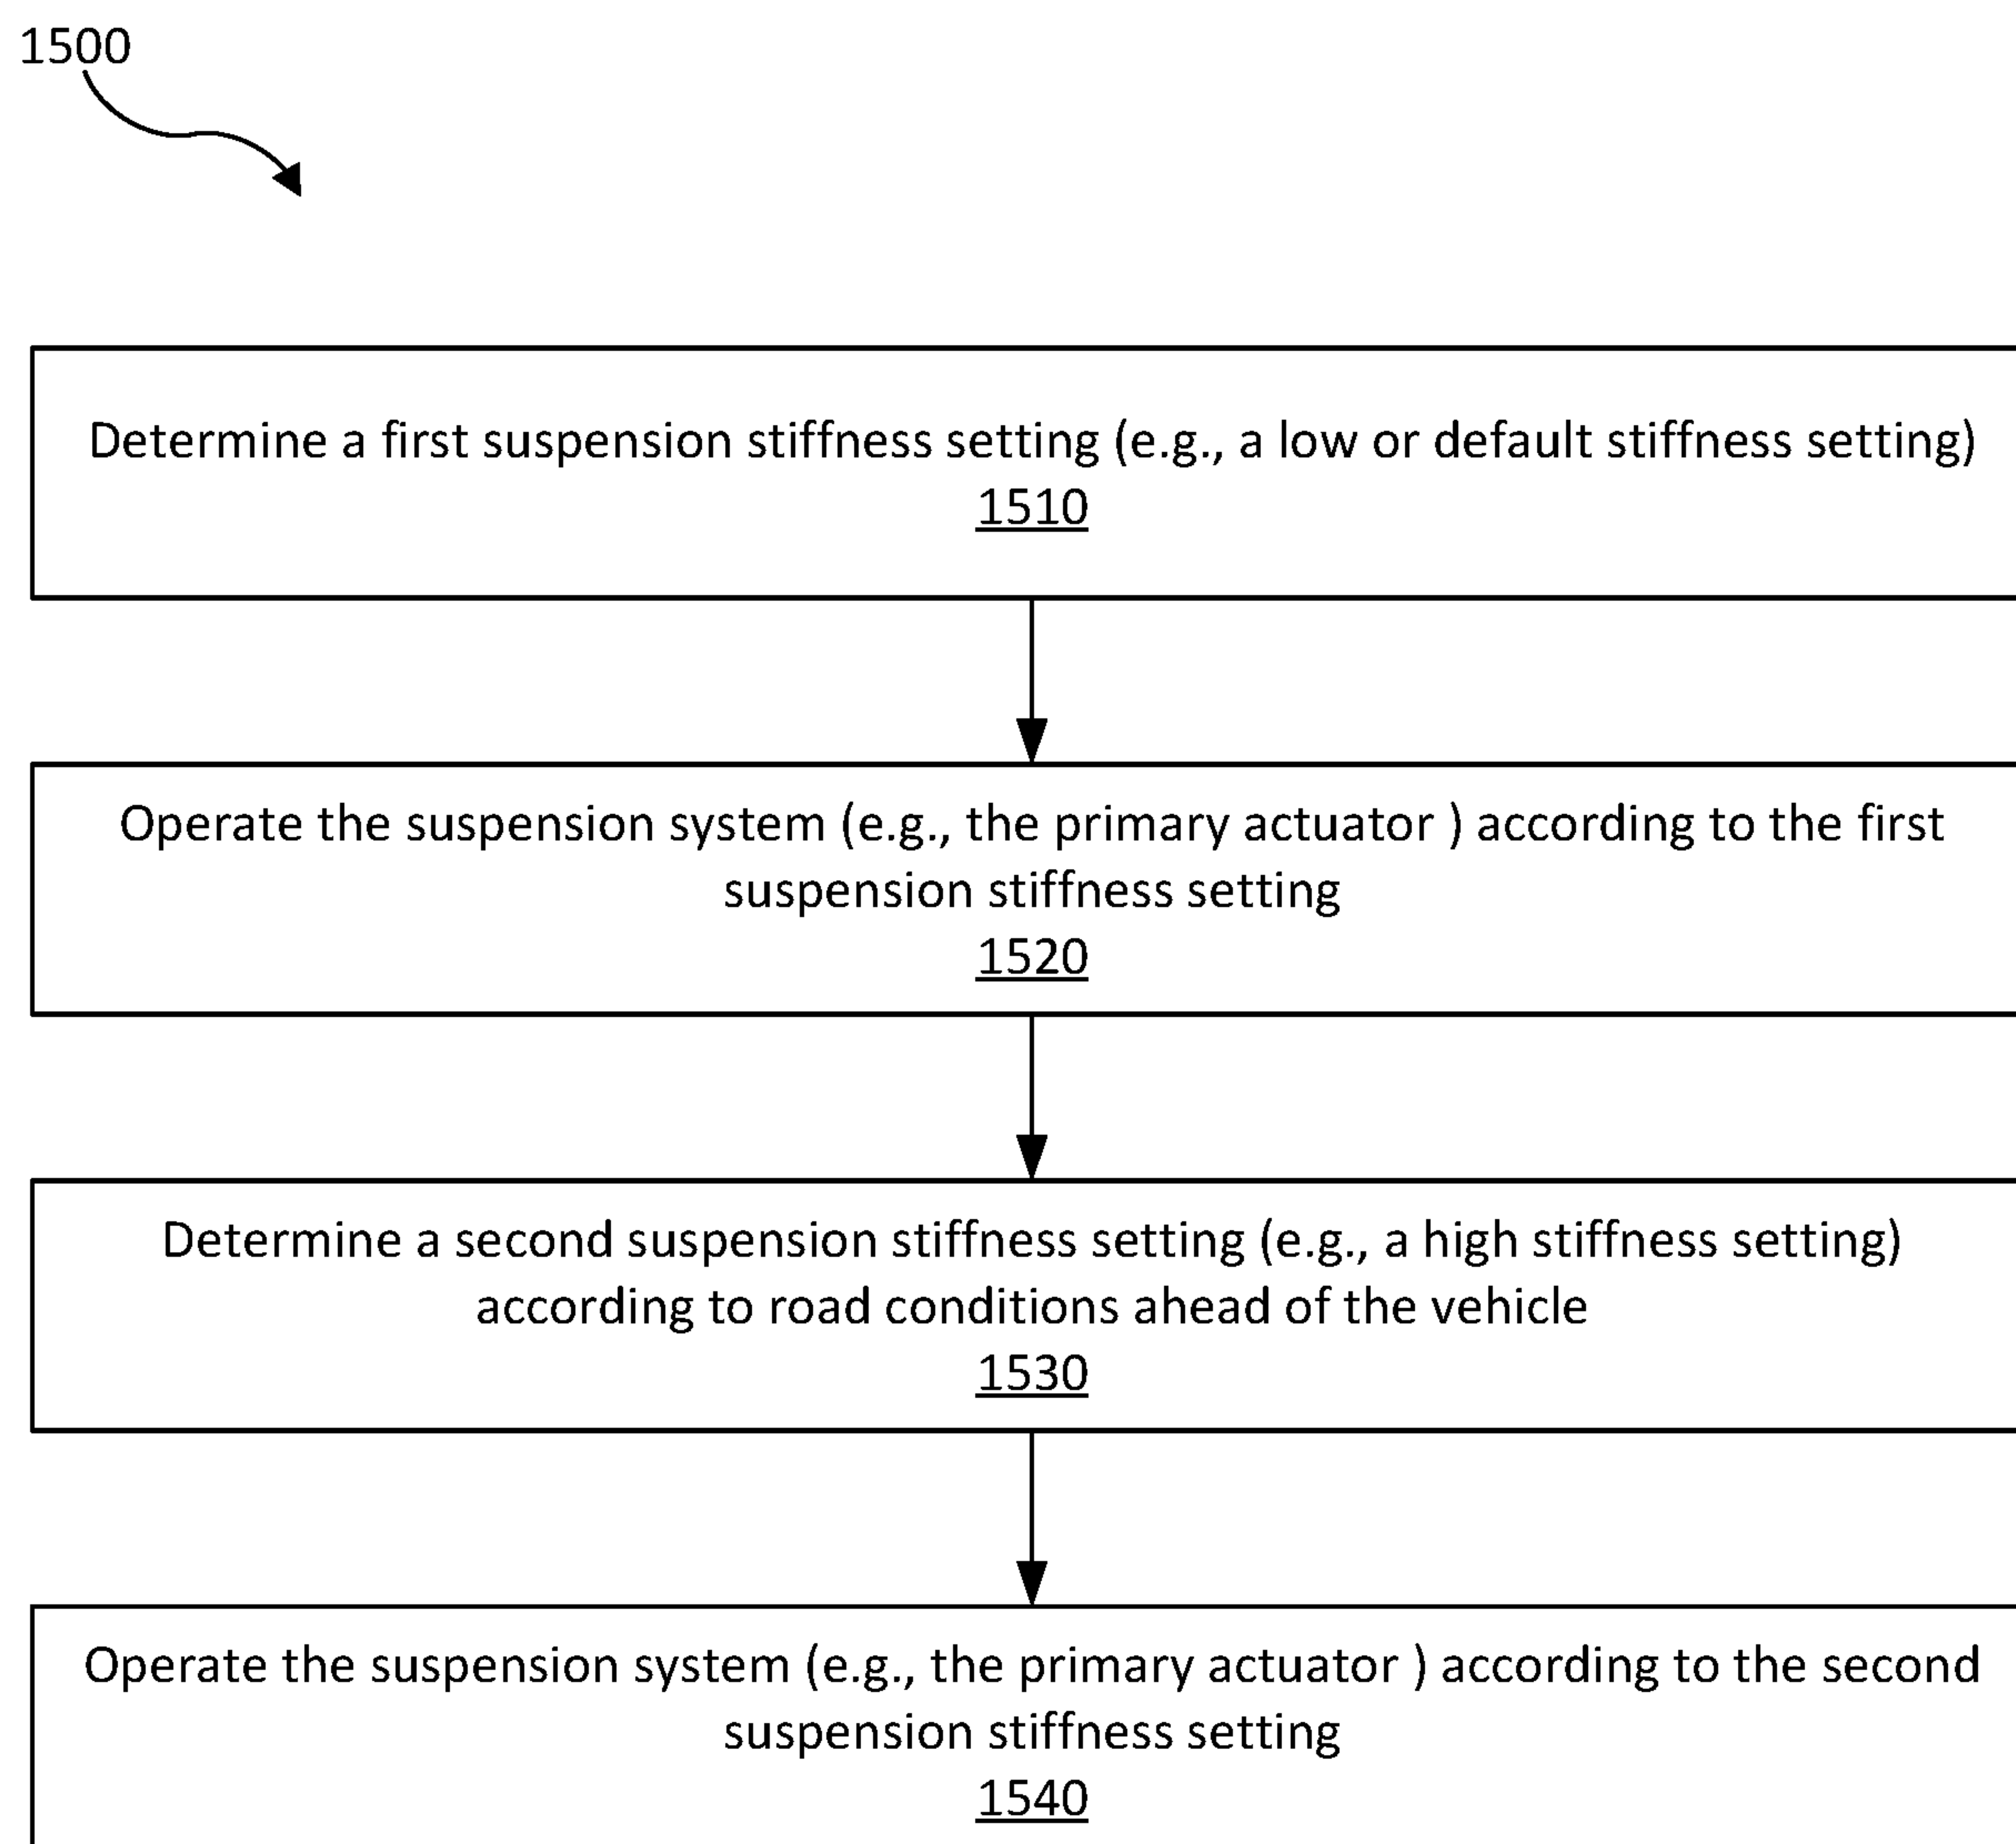 1500
Determine a first suspension stiffness setting (e.g., a low or default stiffness setting)
1510
Operate the suspension system (e.g., the primary actuator ) according to the first
suspension stiffness setting
1520
Determine a second suspension stiffness setting (e.g., a high stiffness setting)
according to road conditions ahead of the vehicle
1530
Operate the suspension system (e.g., the primary actuator ) according to the second
suspension stiffness setting
1540